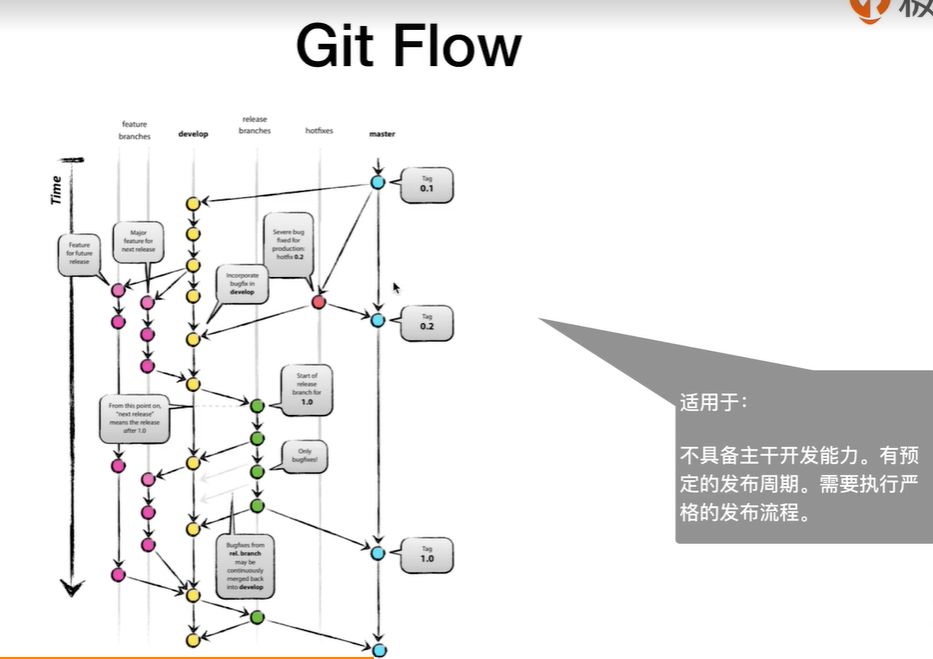 Git Flow
feature
branches
develop
release
branches
hotfixes
master
Time
Tag
0.1
Feature
for future
release
Major
feature for
next release
Severe bug
fixed for
production:
hotfix 0.2
Incorporate
bugfix in
develop
Tag
0.2
Start of
release
branch for
1.0
From this point on,
"next release"
means the release
after 1.0
Only
bugfixes!
Tag
1.0
Bugfixes from
rel. branch
may be
continuously
merged back
into develop
适用于：
不具备主干开发能力。有预
定的发布周期。需要执行严
格的发布流程。